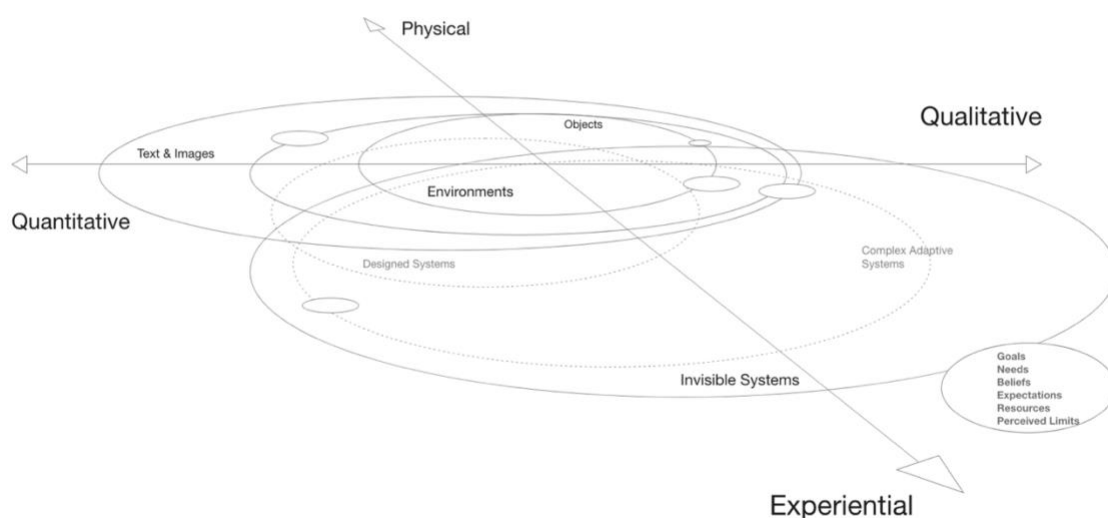 Physical
Objects
Qualitative
Text & Images
Environments
Quantitative
Designed Systems
Complex Adaptive
Systems
Invisible Systems
Goals
Needs
Beliefs
Expectations
Resources
Perceived Limits
Experiential